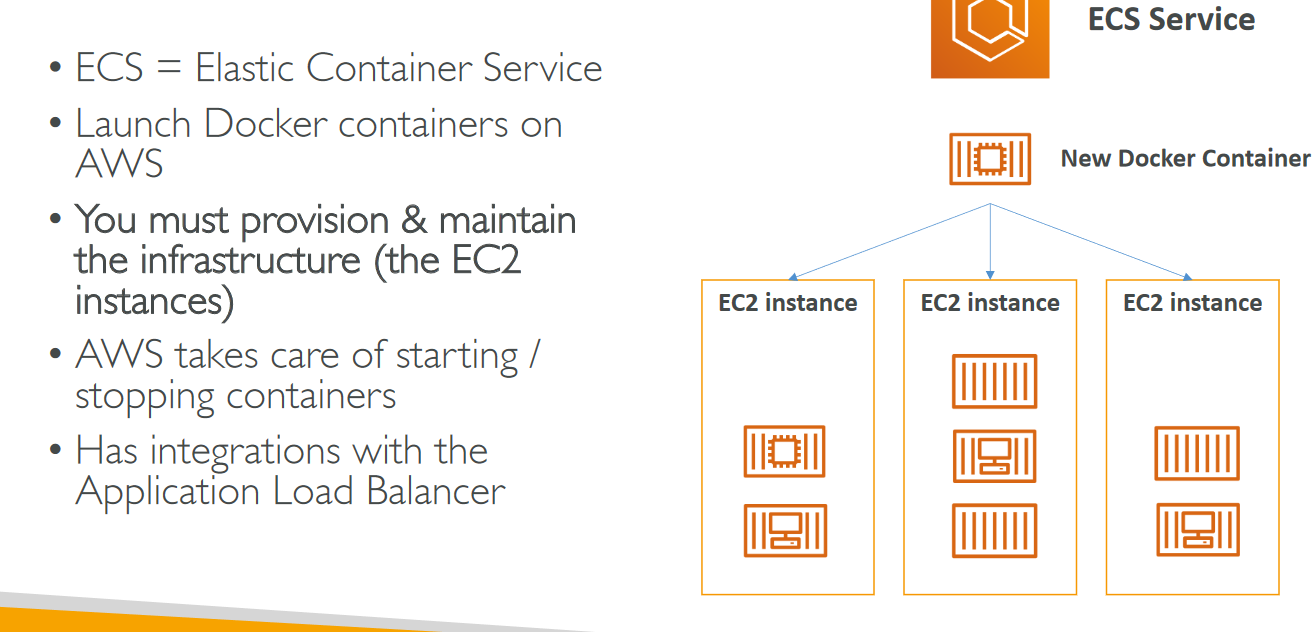 • ECS = Elastic Container Service
• Launch Docker containers on
AWS
• You must provision & maintain
the infrastructure (the EC2
instances)
• AWS takes care of starting /
stopping containers
• Has integrations with the
Application Load Balancer
ECS Service
New Docker Container
EC2 instance
EC2 instance
EC2 instance